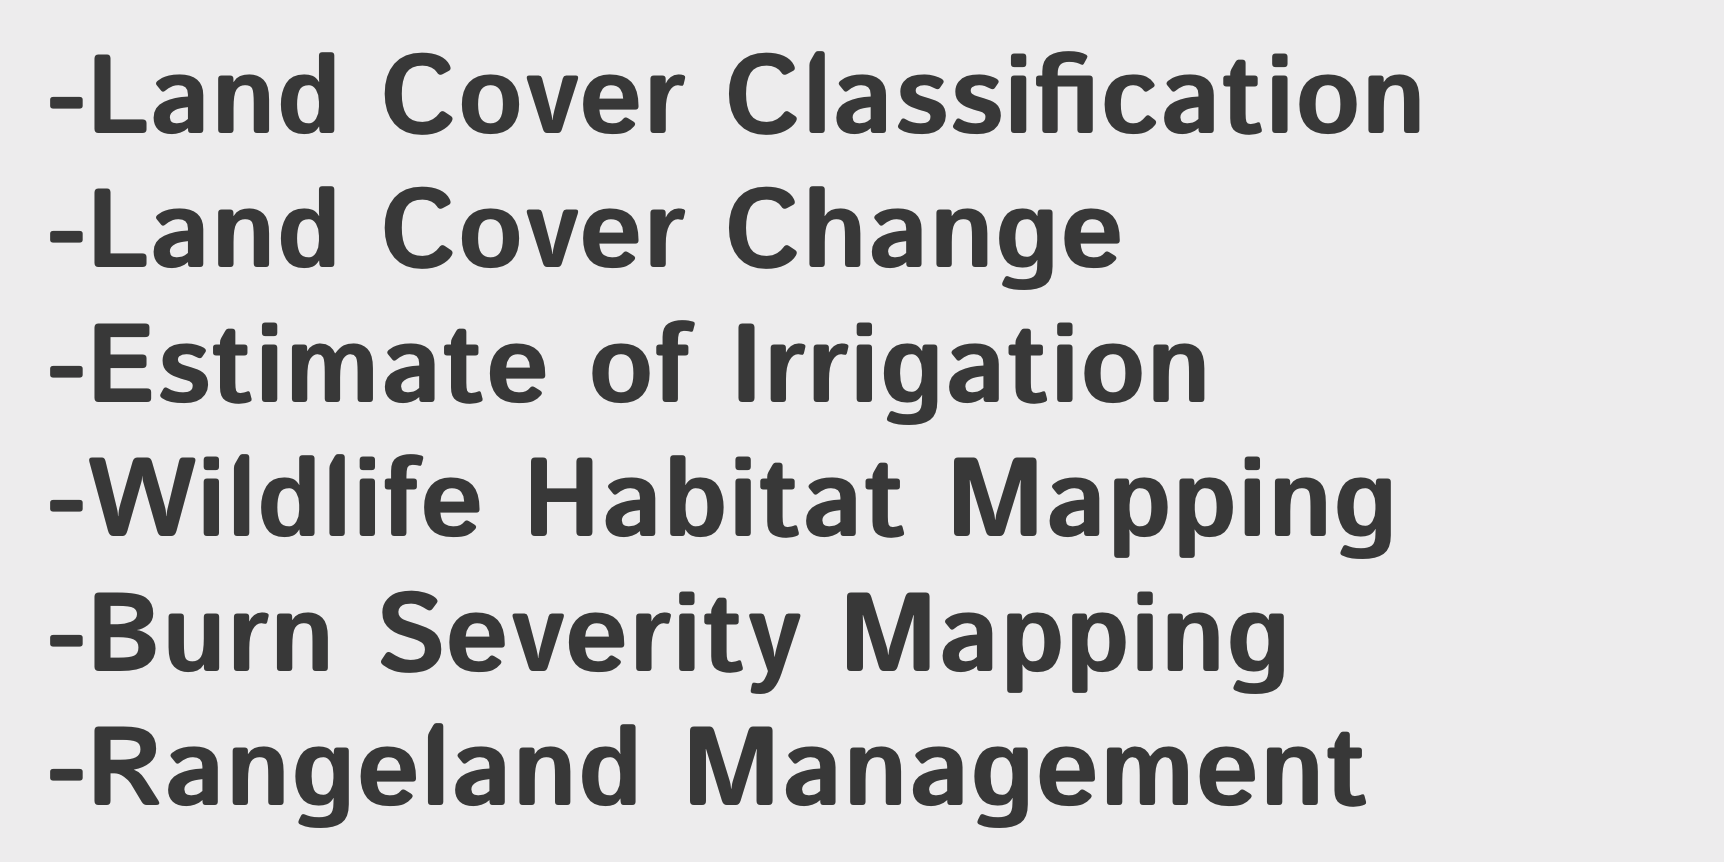 -Land Cover Classification
-Land Cover Change
-Estimate of Irrigation
-Wildlife Habitat Mapping
-Burn Severity Mapping
-Rangeland Management